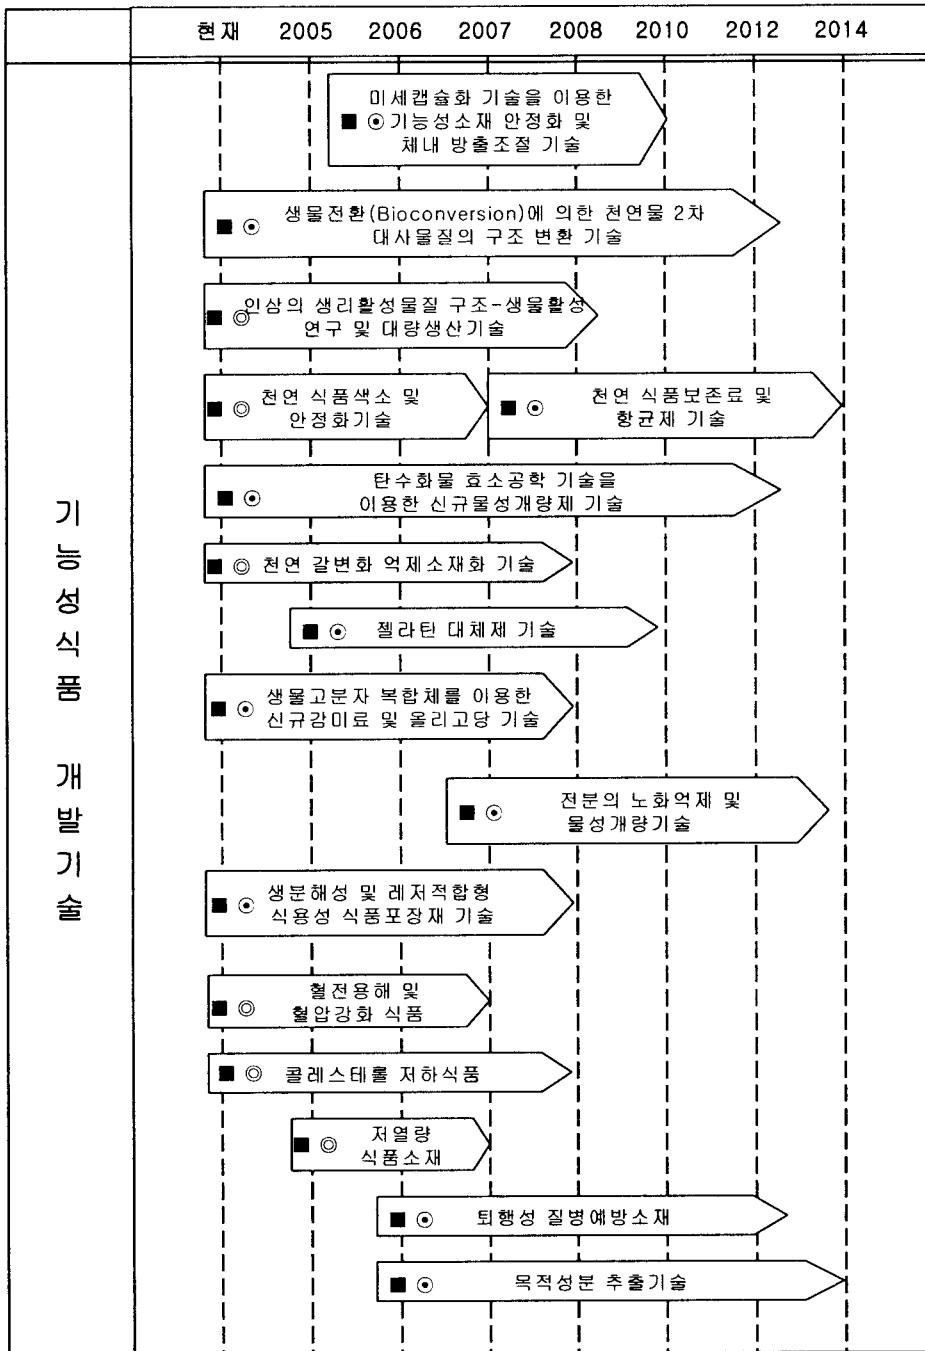 현재 2005 2006 2007 2008 2010 2012 2014
기능성식품 개발기술
미세캡슐화 기술을 이용한
■ ⊙ 기능성소재 안정화 및
체내 방출조절 기술
■ ⊙ 생물전환(Bioconversion)에 의한 천연물 2차
대사물질의 구조 변환 기술
■ ◎ 인삼의 생리활성물질 구조-생물활성
연구 및 대량생산기술
■ ◎ 천연 식품색소 및
안정화기술
■ ⊙ 천연 식품보존료 및
항균제 기술
■ ⊙ 탄수화물 효소공학 기술을
이용한 신규물성개량제 기술
■ ◎ 천연 갈변화 억제소재화 기술
■ ⊙ 젤라틴 대체제 기술
■ ⊙ 생물고분자 복합체를 이용한
신규감미료 및 올리고당 기술
■ ⊙ 전분의 노화억제 및
물성개량기술
■ ⊙ 생분해성 및 레저적합형
식용성 식품포장재 기술
■ ◎ 혈전용해 및
혈압강화 식품
■ ◎ 콜레스테롤 저하식품
■ ◎ 저열량
식품소재
■ ⊙ 퇴행성 질병예방소재
■ ⊙ 목적성분 추출기술